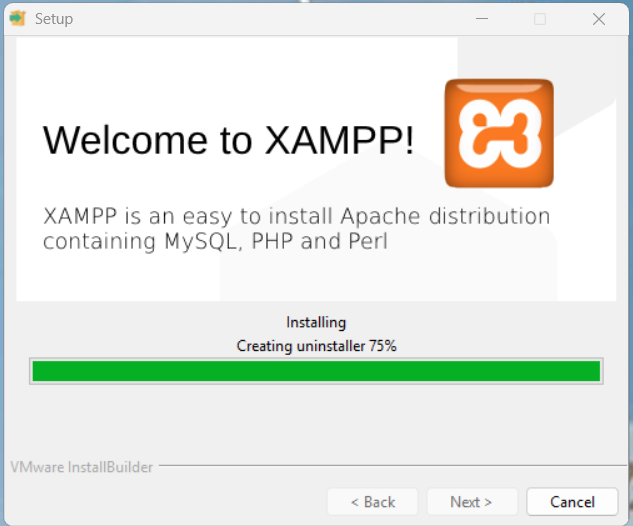 Setup
Welcome to XAMPP!
XAMPP is an easy to install Apache distribution
containing MySQL, PHP and Perl
Installing
Creating uninstaller 75%
VMware InstallBuilder
< Back
Next >
Cancel